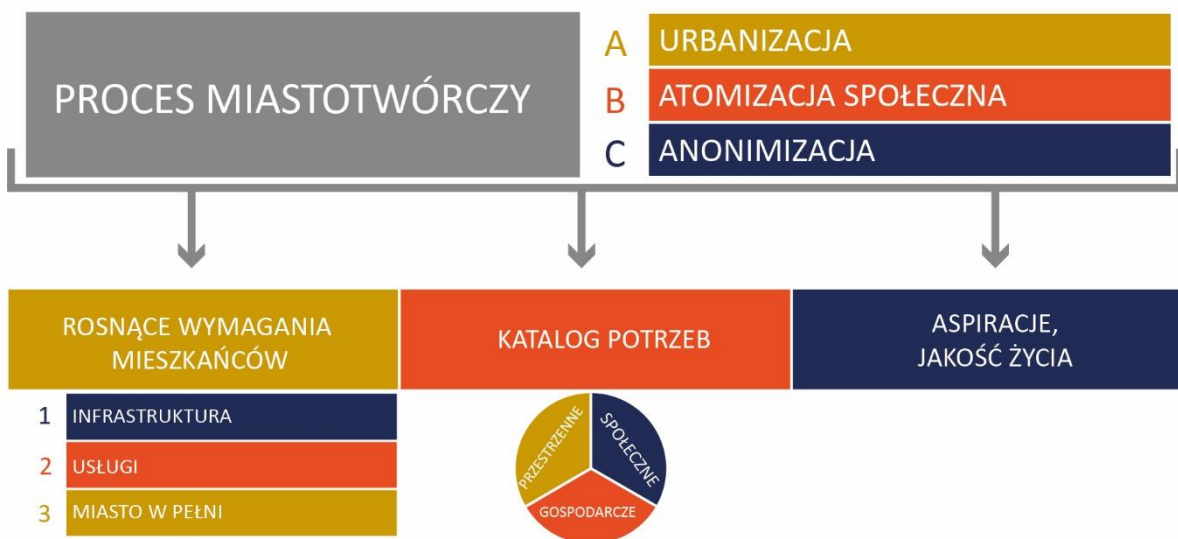 PROCES MIASTOTWÓRCZY
A URBANIZACJA
B ATOMIZACJA SPOŁECZNA
C ANONIMIZACJA
ROSNĄCE WYMAGANIA
MIESZKAŃCÓW
KATALOG POTRZEB
ASPIRACJE,
JAKOŚĆ ŻYCIA
1 INFRASTRUKTURA
2 USŁUGI
3 MIASTO W PEŁNI
PRZESTRZENNE
SPOŁECZNE
GOSPODARCZE